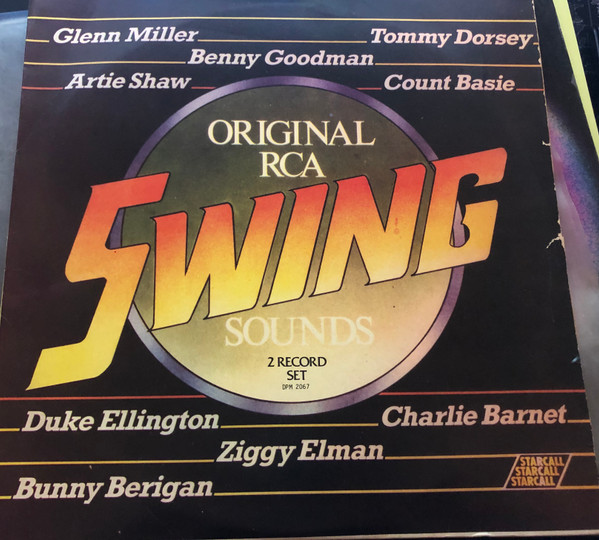 Glenn Miller
Tommy Dorsey
Benny Goodman
Artie Shaw
Count Basie
ORIGINAL
RCA
SWING
SOUNDS
2 RECORD
SET
DPM 2067
Duke Ellington
Charlie Barnet
Ziggy Elman
Bunny Berigan
STARCALL
STARCALL
STARCALL